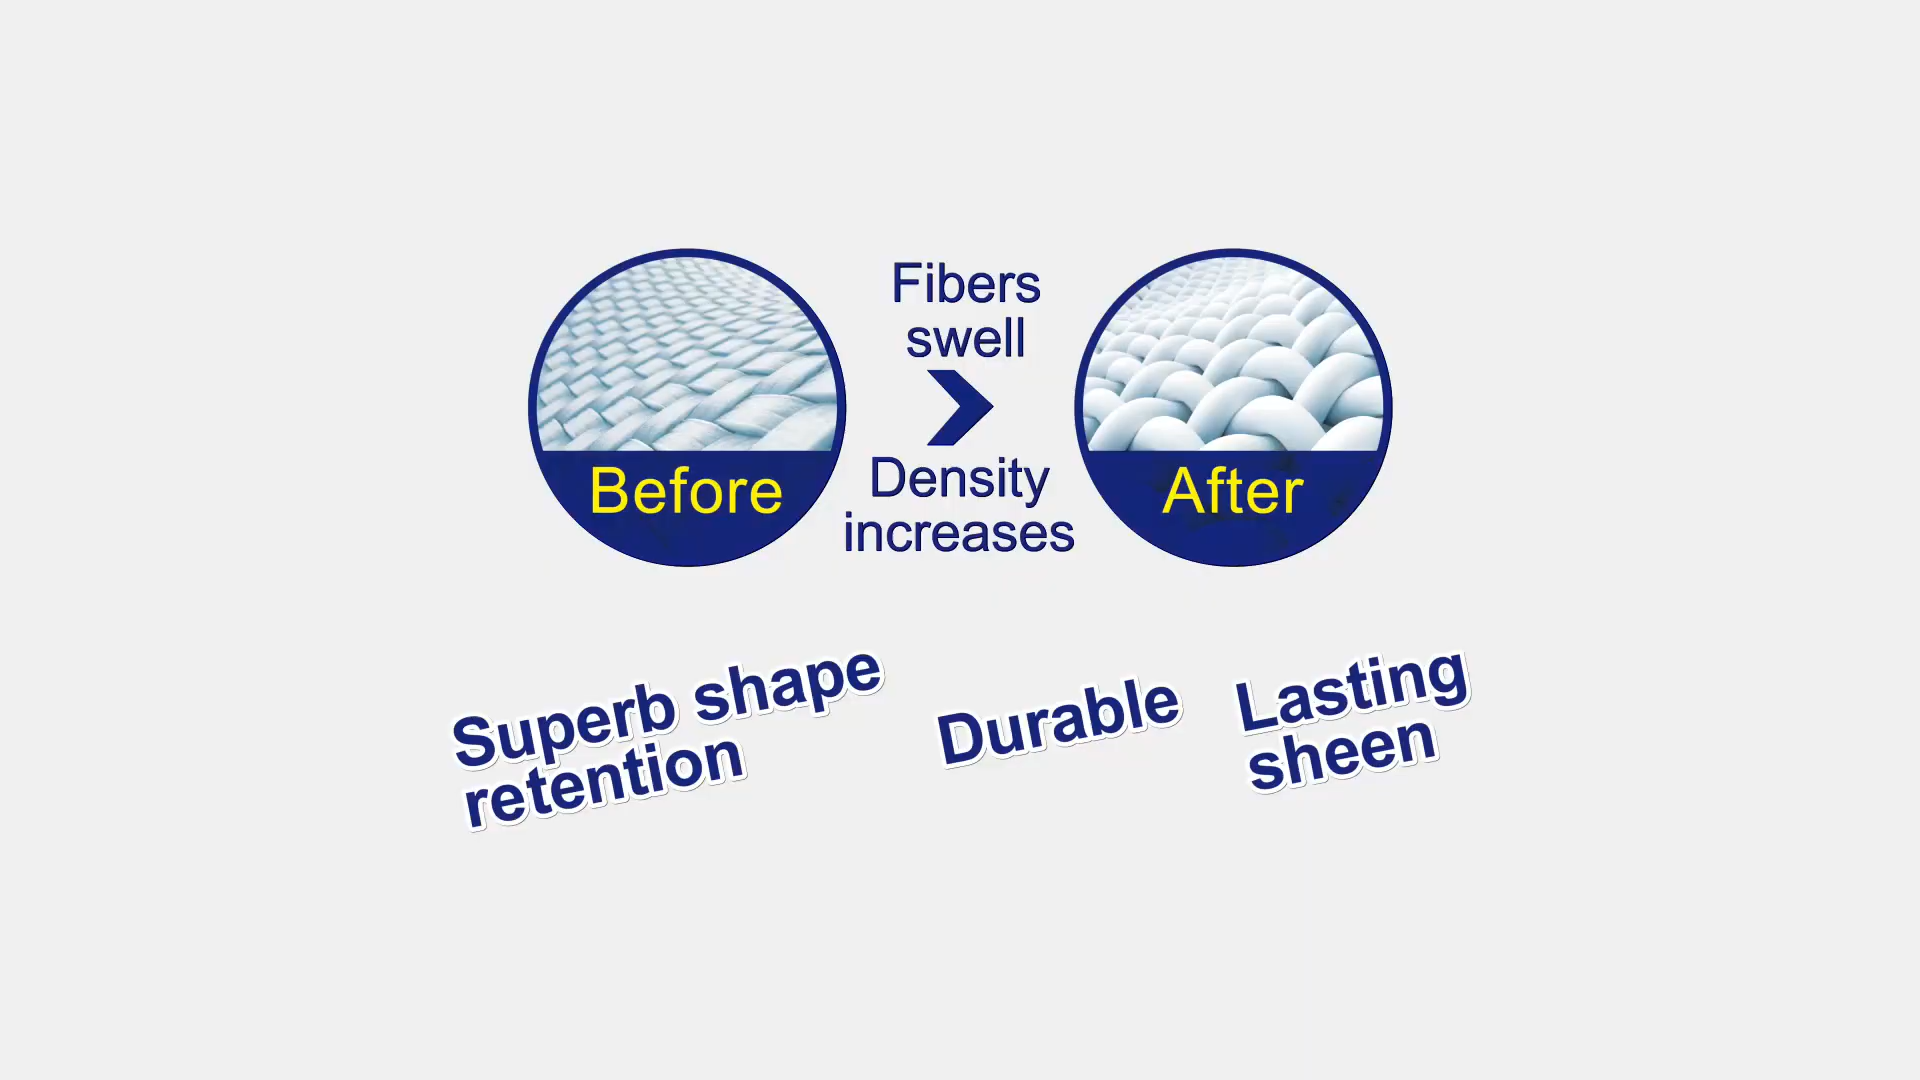 Before
Fibers
swell
Density
increases
After
Superb shape
retention
Durable
Lasting
sheen